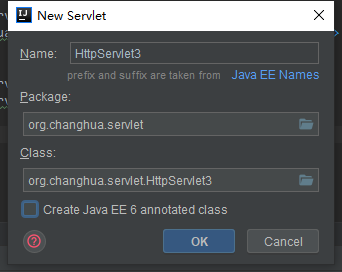 New Servlet
Name: HttpServlet3
prefix and suffix are taken from Java EE Names
Package:
org.changhua.servlet
Class:
org.changhua.servlet.HttpServlet3
Create Java EE 6 annotated class
OK Cancel